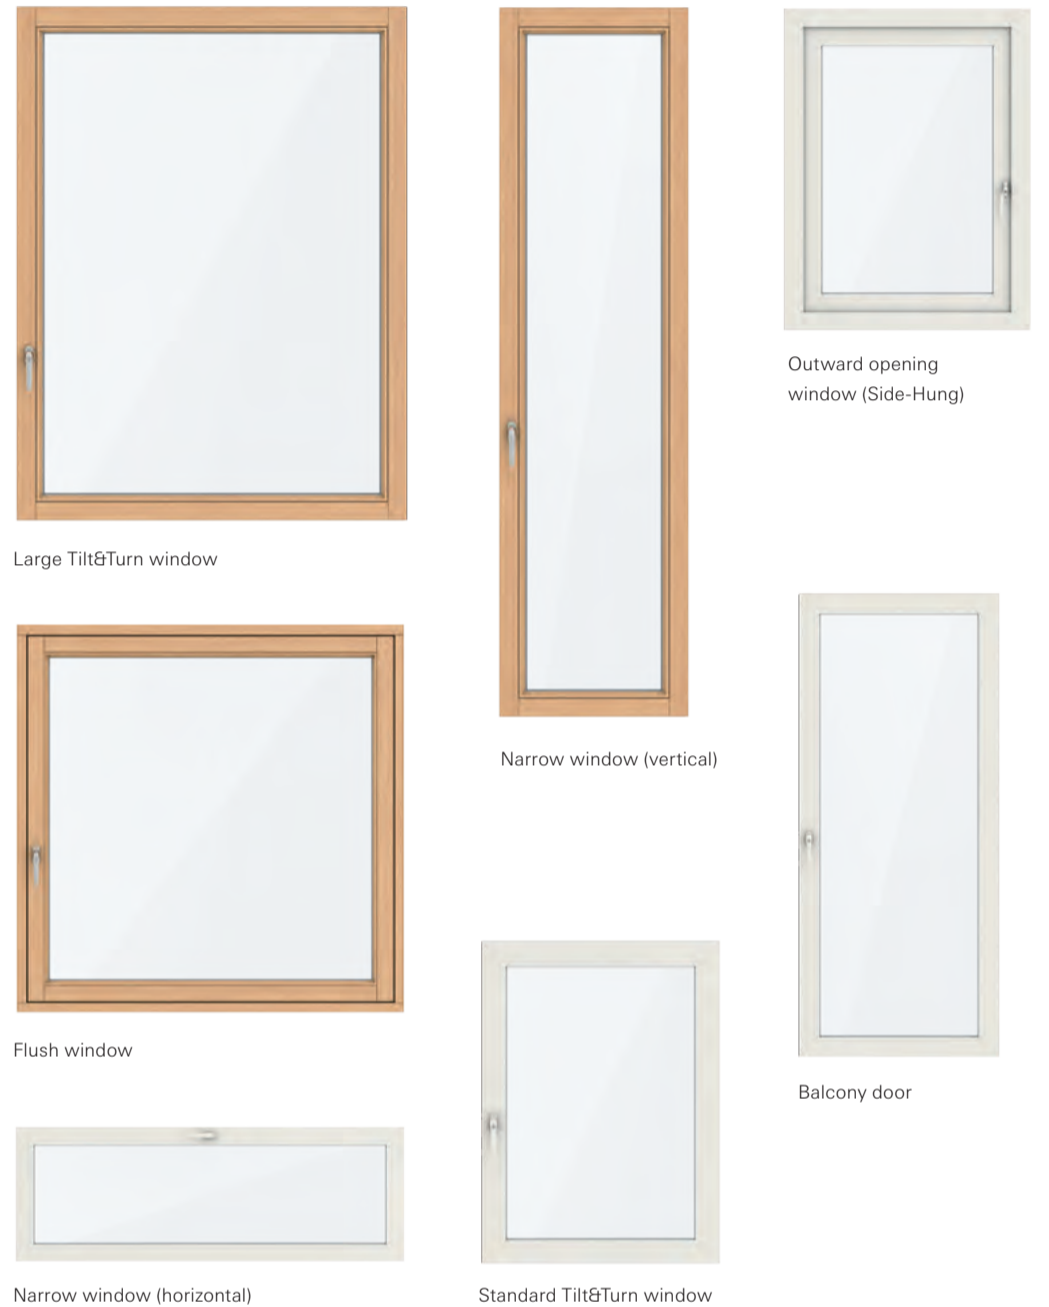 Large Tilt&Turn window
Flush window
Narrow window (horizontal)
Narrow window (vertical)
Standard Tilt&Turn window
Outward opening
window (Side-Hung)
Balcony door